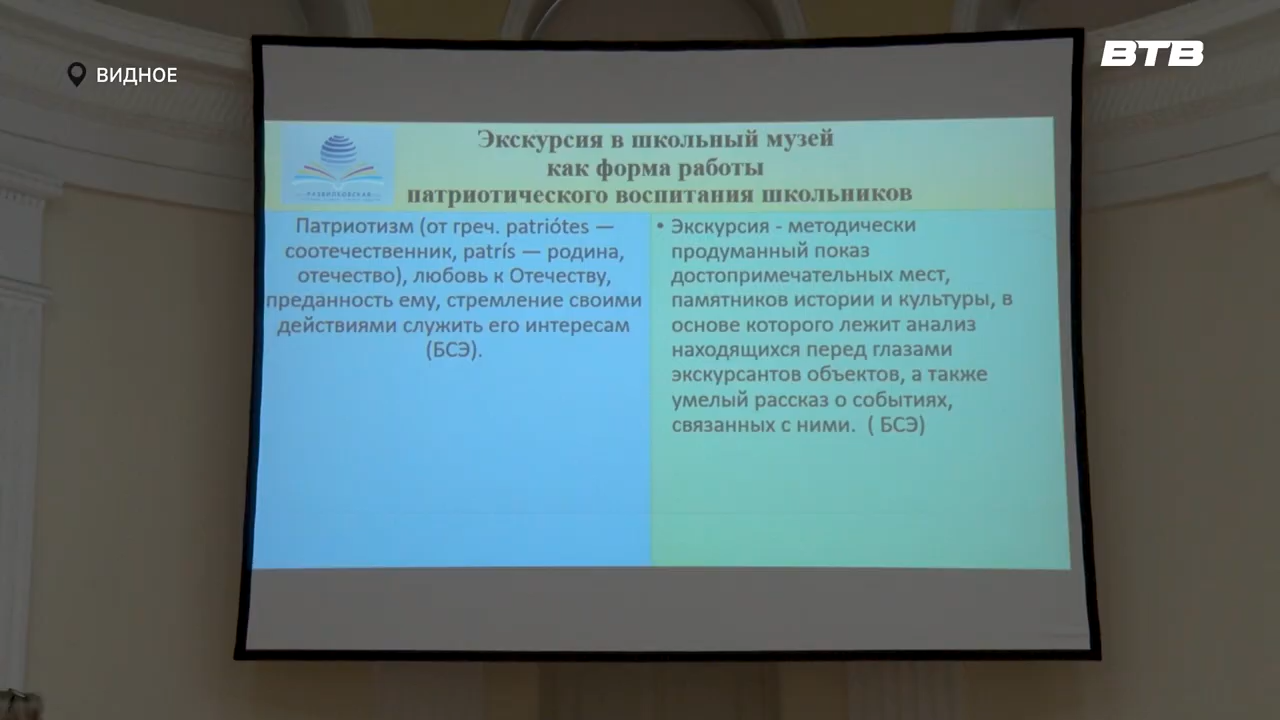 ВИДНОЕ
ВТВ
Экскурсия в школьный музей
как форма работы
патриотического воспитания школьников
РАЗВИЛКОВСКАЯ
Патриотизм (от греч. patriótes —
соотечественник, patrís — родина,
отечество), любовь к Отечеству,
преданность ему, стремление своими
действиями служить его интересам
(БСЭ).
• Экскурсия - методически
продуманный показ
достопримечательных мест,
памятников истории и культуры, в
основе которого лежит анализ
находящихся перед глазами
экскурсантов объектов, а также
умелый рассказ о событиях,
связанных с ними. ( БСЭ)